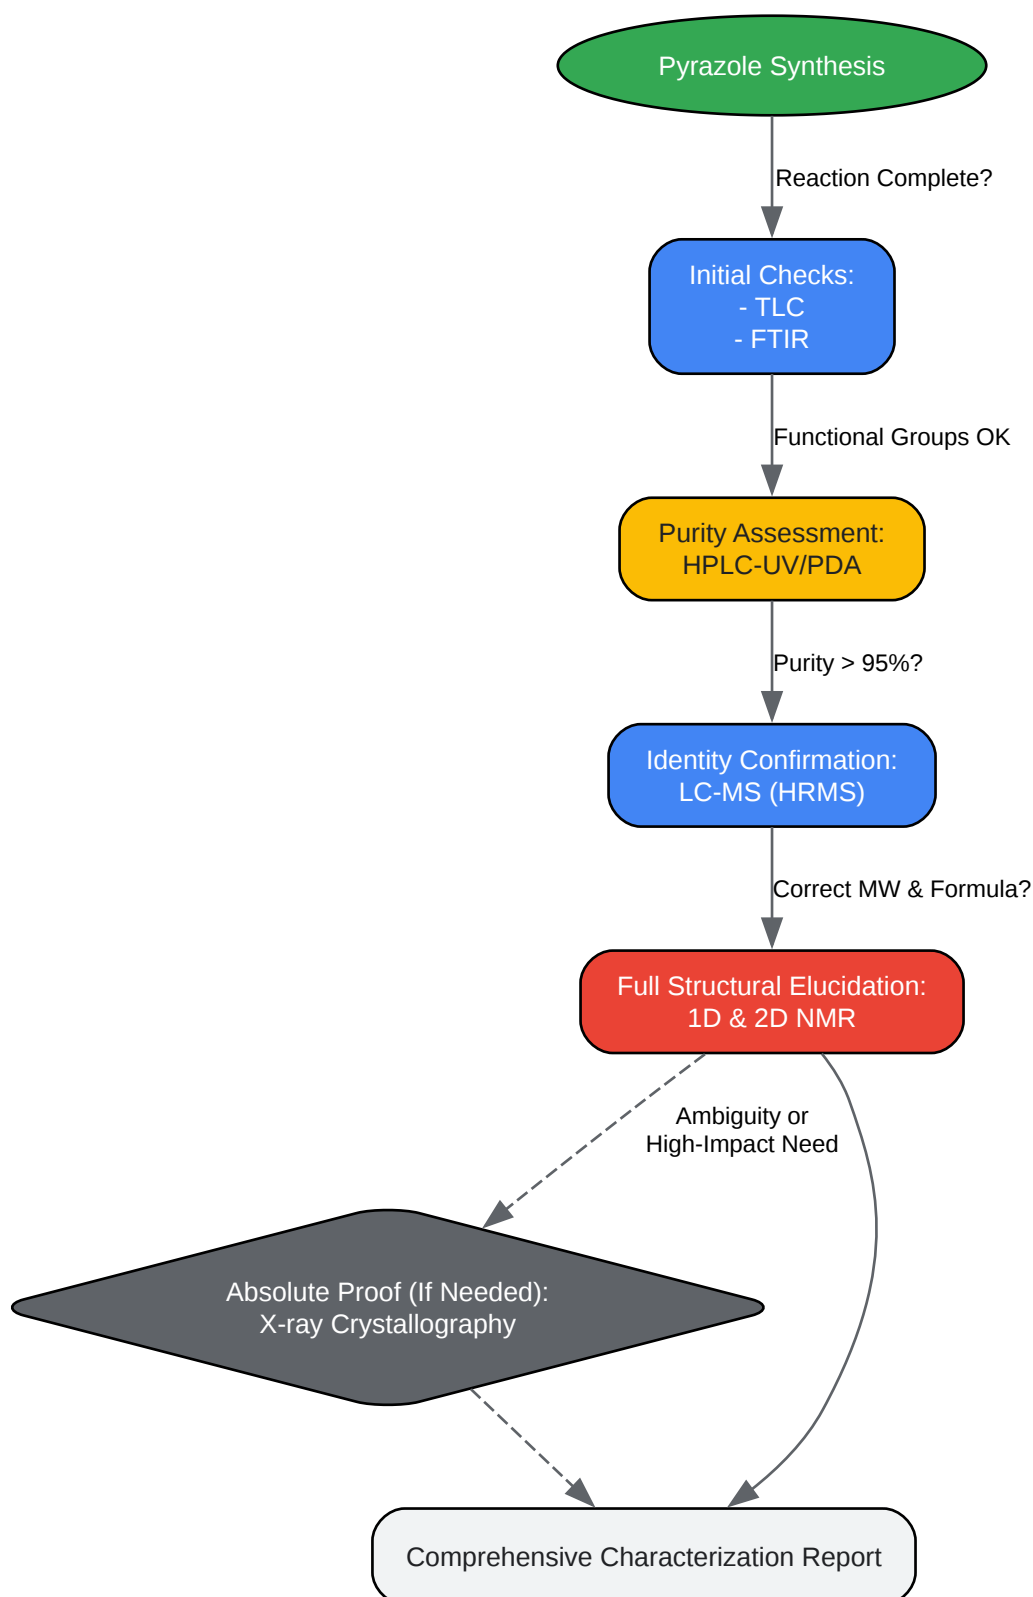 Pyrazole Synthesis
Reaction Complete?
Initial Checks:
- TLC
- FTIR
Functional Groups OK
Purity Assessment:
HPLC-UV/PDA
Purity > 95%?
Identity Confirmation:
LC-MS (HRMS)
Correct MW & Formula?
Full Structural Elucidation:
1D & 2D NMR
Ambiguity or
High-Impact Need
Absolute Proof (If Needed):
X-ray Crystallography
Comprehensive Characterization Report